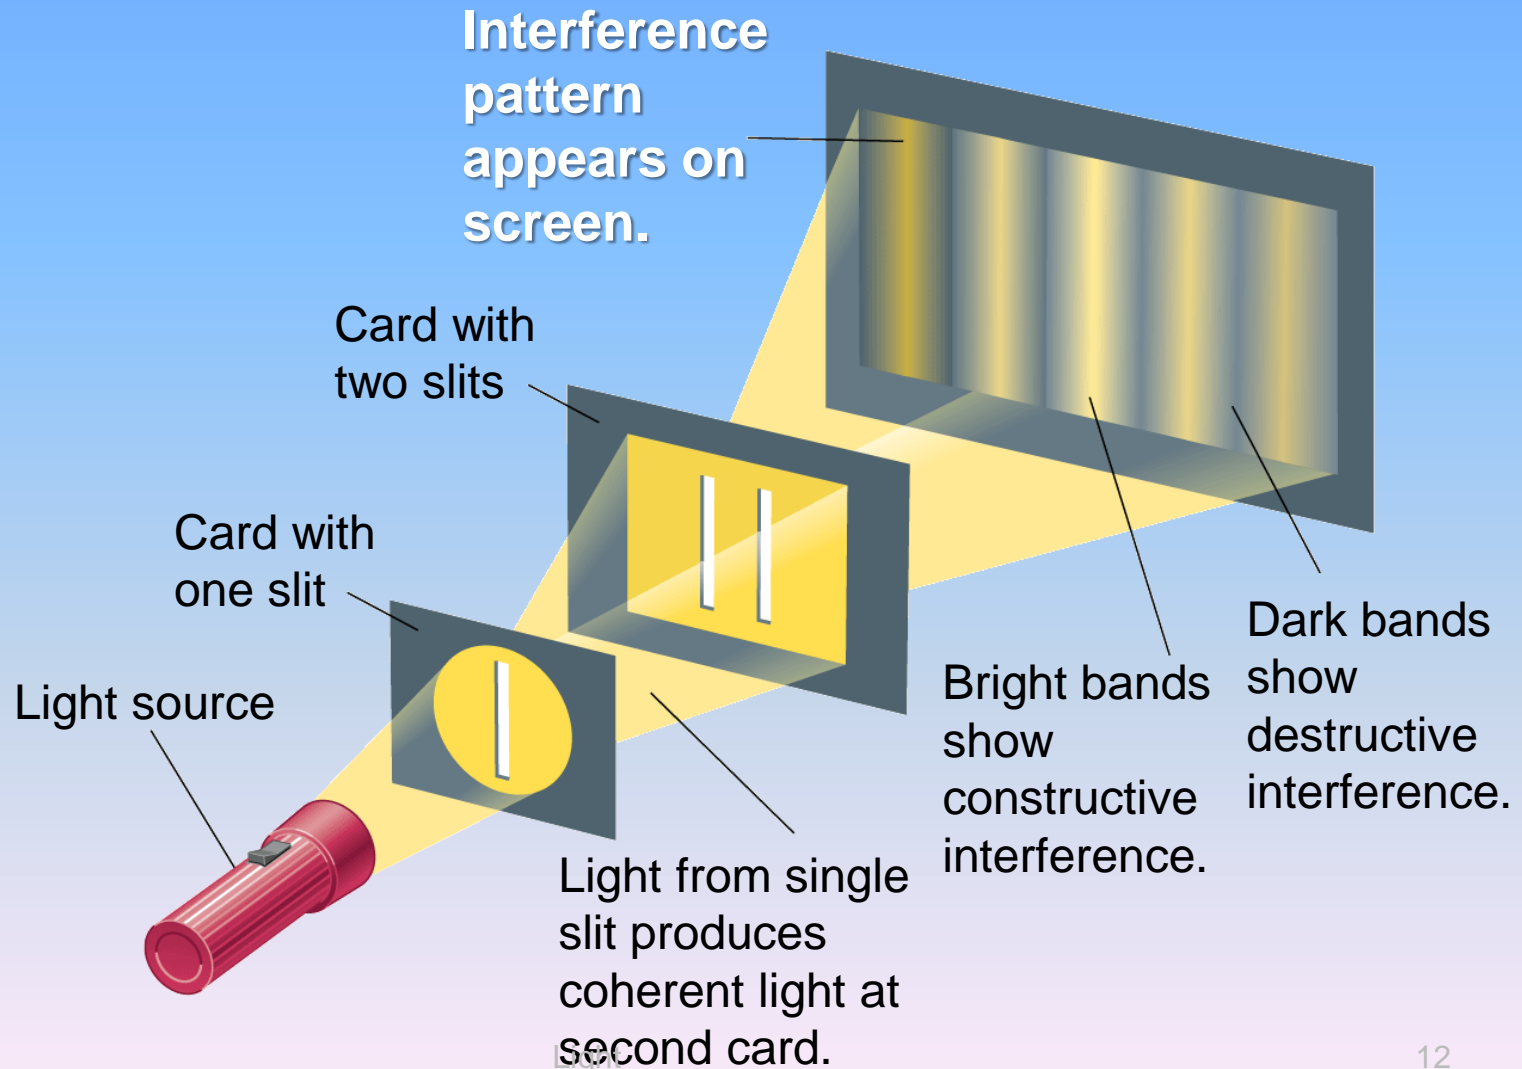 Interference
pattern
appears on
screen.
Card with
two slits
Card with
one slit
Light source
Dark bands
show
destructive
interference.
Bright bands
show
constructive
interference.
Light from single
slit produces
coherent light at
second card.
Light
12